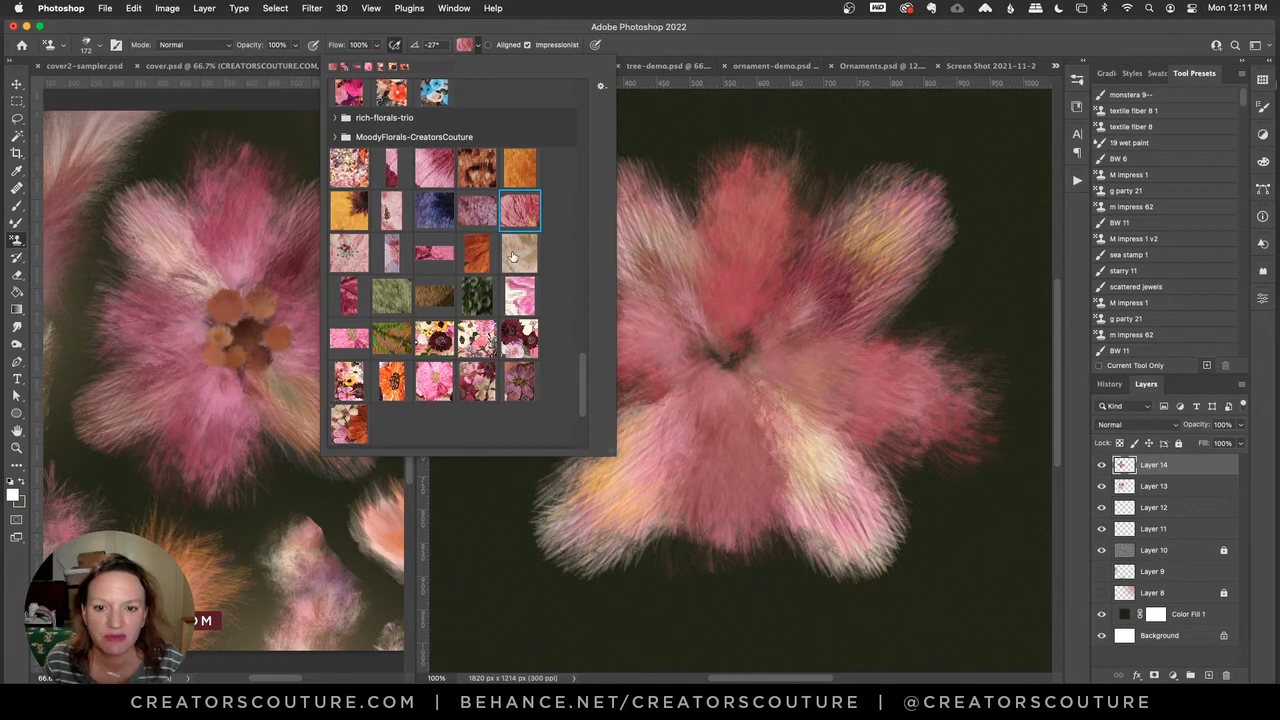 Photoshop File Edit Image Layer Type Select Filter 3D View Plugins Window Help Mon 12:11 PM
Adobe Photoshop 2022
172 Mode: Normal Opacity: 100% Flow: 100% -27° Aligned Impressionist
cover2-sampler.psd cover.psd @ 66.7% (CREATORSCOUTURE.COM, tree-demo.psd @ 66... ornament-demo.psd ... Ornaments.psd @ 12... Screen Shot 2021-11-2
Gradi Styles Swatc Tool Presets
rich-florals-trio
MoodyFlorals-CreatorsCouture
monstera 9--
textile fiber 8 1
textile fiber 8
19 wet paint
BW 6
M impress 1
g party 21
m impress 62
BW 11
M Impress 1 v2
sea stamp 1
starry 11
scattered jewels
M Impress 1
g party 21
m impress 62
BW 11
Current Tool Only
History Layers
Kind
Normal Opacity: 100%
Lock: Fill: 100%
Layer 14
Layer 13
Layer 12
Layer 11
Layer 10
Layer 9
Layer 8
Color Fill 1
Background
OM
100% 1820 px x 1214 px (300 ppi)
CREATORSCOUTURE.COM | BEHANCE.NET/CREATORSCOUTURE | @CREATORSCOUTURE